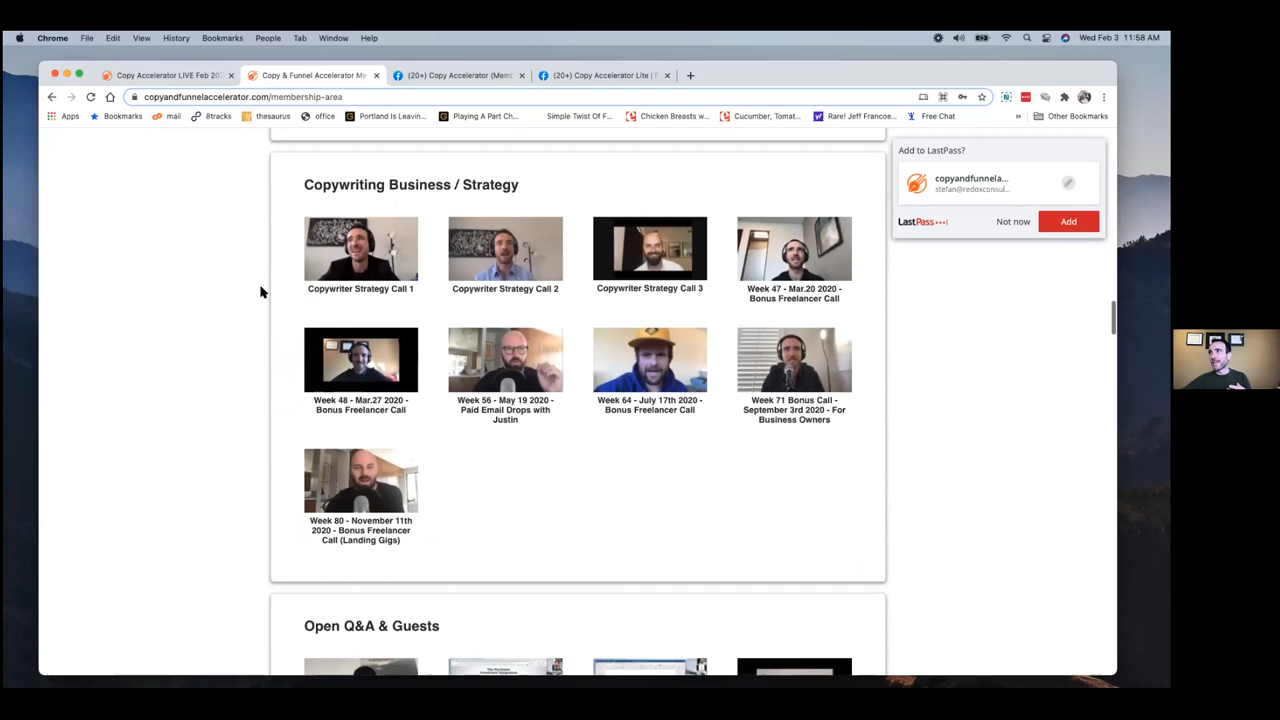 Chrome File Edit View History Bookmarks People Tab Window Help Wed Feb 3 11:58 AM
Copy Accelerator LIVE Feb 202 × Copy & Funnel Accelerator Me × (20+) Copy Accelerator (Mem × (20+) Copy Accelerator Lite | F × +
copyandfunnelaccelerator.com/membership-area
Apps Bookmarks mail 8tracks thesaurus office Portland Is Leavin... Playing A Part Ch... Simple Twist Of F... Chicken Breasts w... Cucumber, Tomat... Rare! Jeff Francoe... Free Chat » Other Bookmarks
Add to LastPass?
copyandfunnela...
stefan@redoxconsul...
LastPass Not now Add
Copywriting Business / Strategy
Copywriter Strategy Call 1
Copywriter Strategy Call 2
Copywriter Strategy Call 3
Week 47 - Mar.20 2020 -
Bonus Freelancer Call
Week 48 - Mar.27 2020 -
Bonus Freelancer Call
Week 56 - May 19 2020 -
Paid Email Drops with
Justin
Week 64 - July 17th 2020 -
Bonus Freelancer Call
Week 71 Bonus Call -
September 3rd 2020 - For
Business Owners
Week 80 - November 11th
2020 - Bonus Freelancer
Call (Landing Gigs)
Open Q&A & Guests